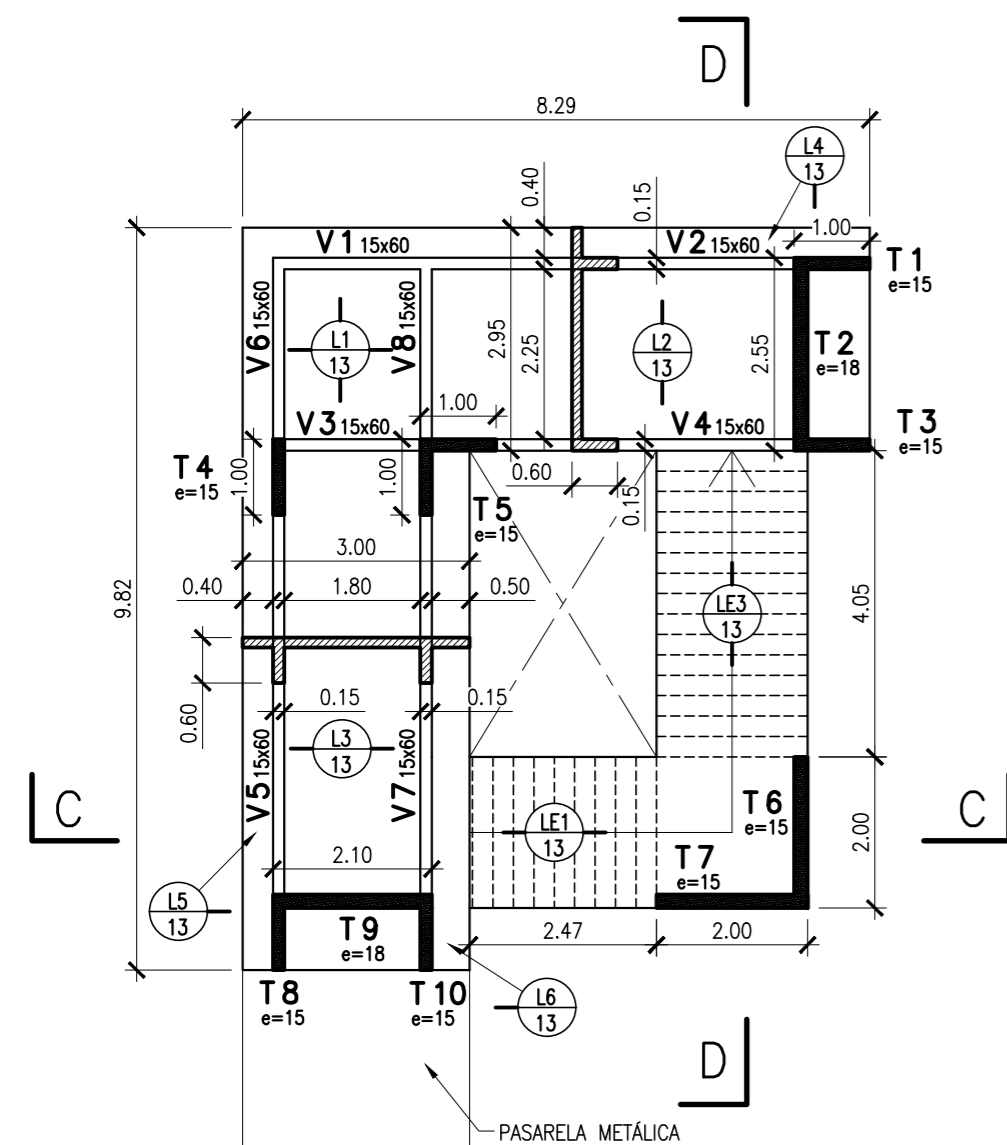 D
8.29
L4
13
0.40
0.15
1.00
V1 15x60
V2 15x60
T1
e=15
V6 15x60
L1
13
V8 15x60
2.95
2.25
L2
13
2.55
T2
e=18
1.00
V3 15x60
V4 15x60
T3
e=15
T4
e=15
1.00
1.00
0.60
0.15
T5
e=15
3.00
0.40
1.80
0.50
9.82
LE3
13
4.05
0.60
0.15
0.15
L3
13
V5 15x60
V7 15x60
C
C
LE1
13
T6
e=15
2.00
2.10
T7
e=15
L5
13
T9
e=18
2.47
2.00
T8
e=15
T10
e=15
L6
13
D
PASARELA METÁLICA